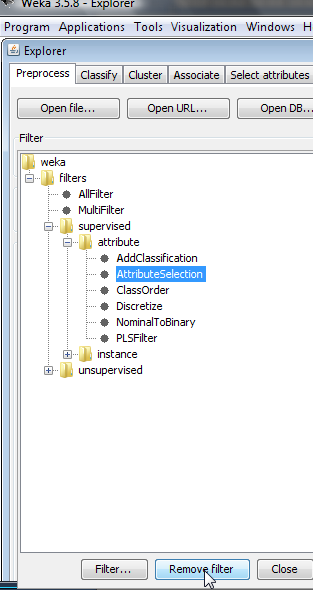 Weka 3.5.8 - Explorer
Program Applications Tools Visualization Windows H
Explorer
Preprocess Classify Cluster Associate Select attributes
Open file... Open URL... Open DB...
Filter
weka
filters
AllFilter
MultiFilter
supervised
attribute
AddClassification
AttributeSelection
ClassOrder
Discretize
NominalToBinary
PLSFilter
instance
unsupervised
Filter... Remove filter Close